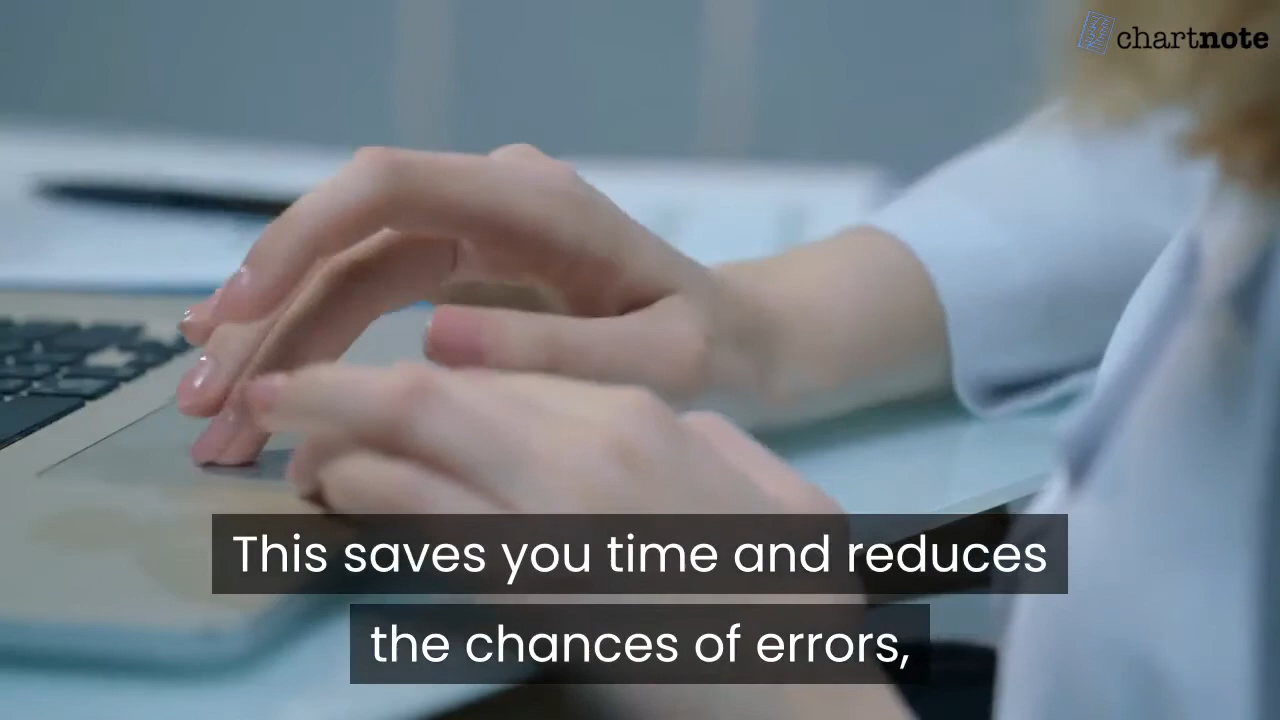 chartnote
This saves you time and reduces
the chances of errors,